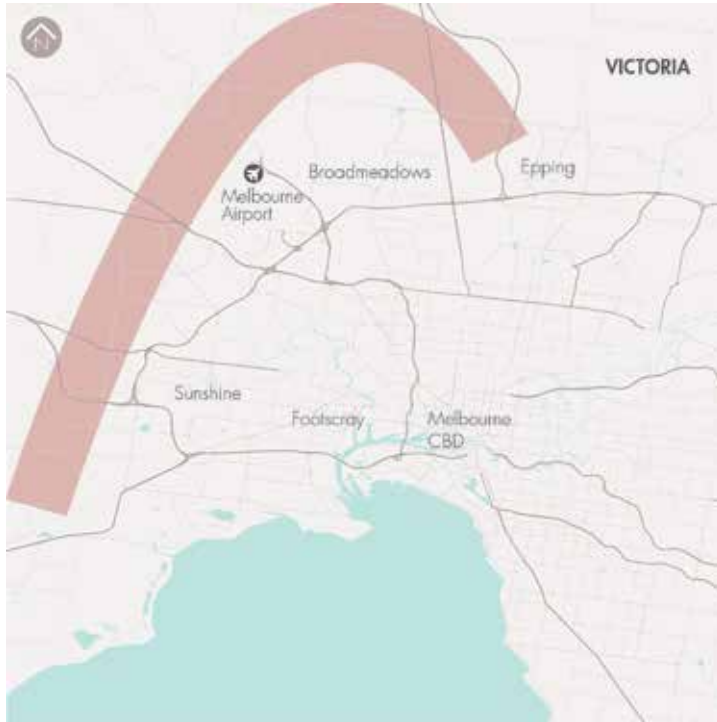 N
VICTORIA
Broadmeadows
Epping
Melbourne
Airport
Sunshine
Footscray
Melbourne
CBD